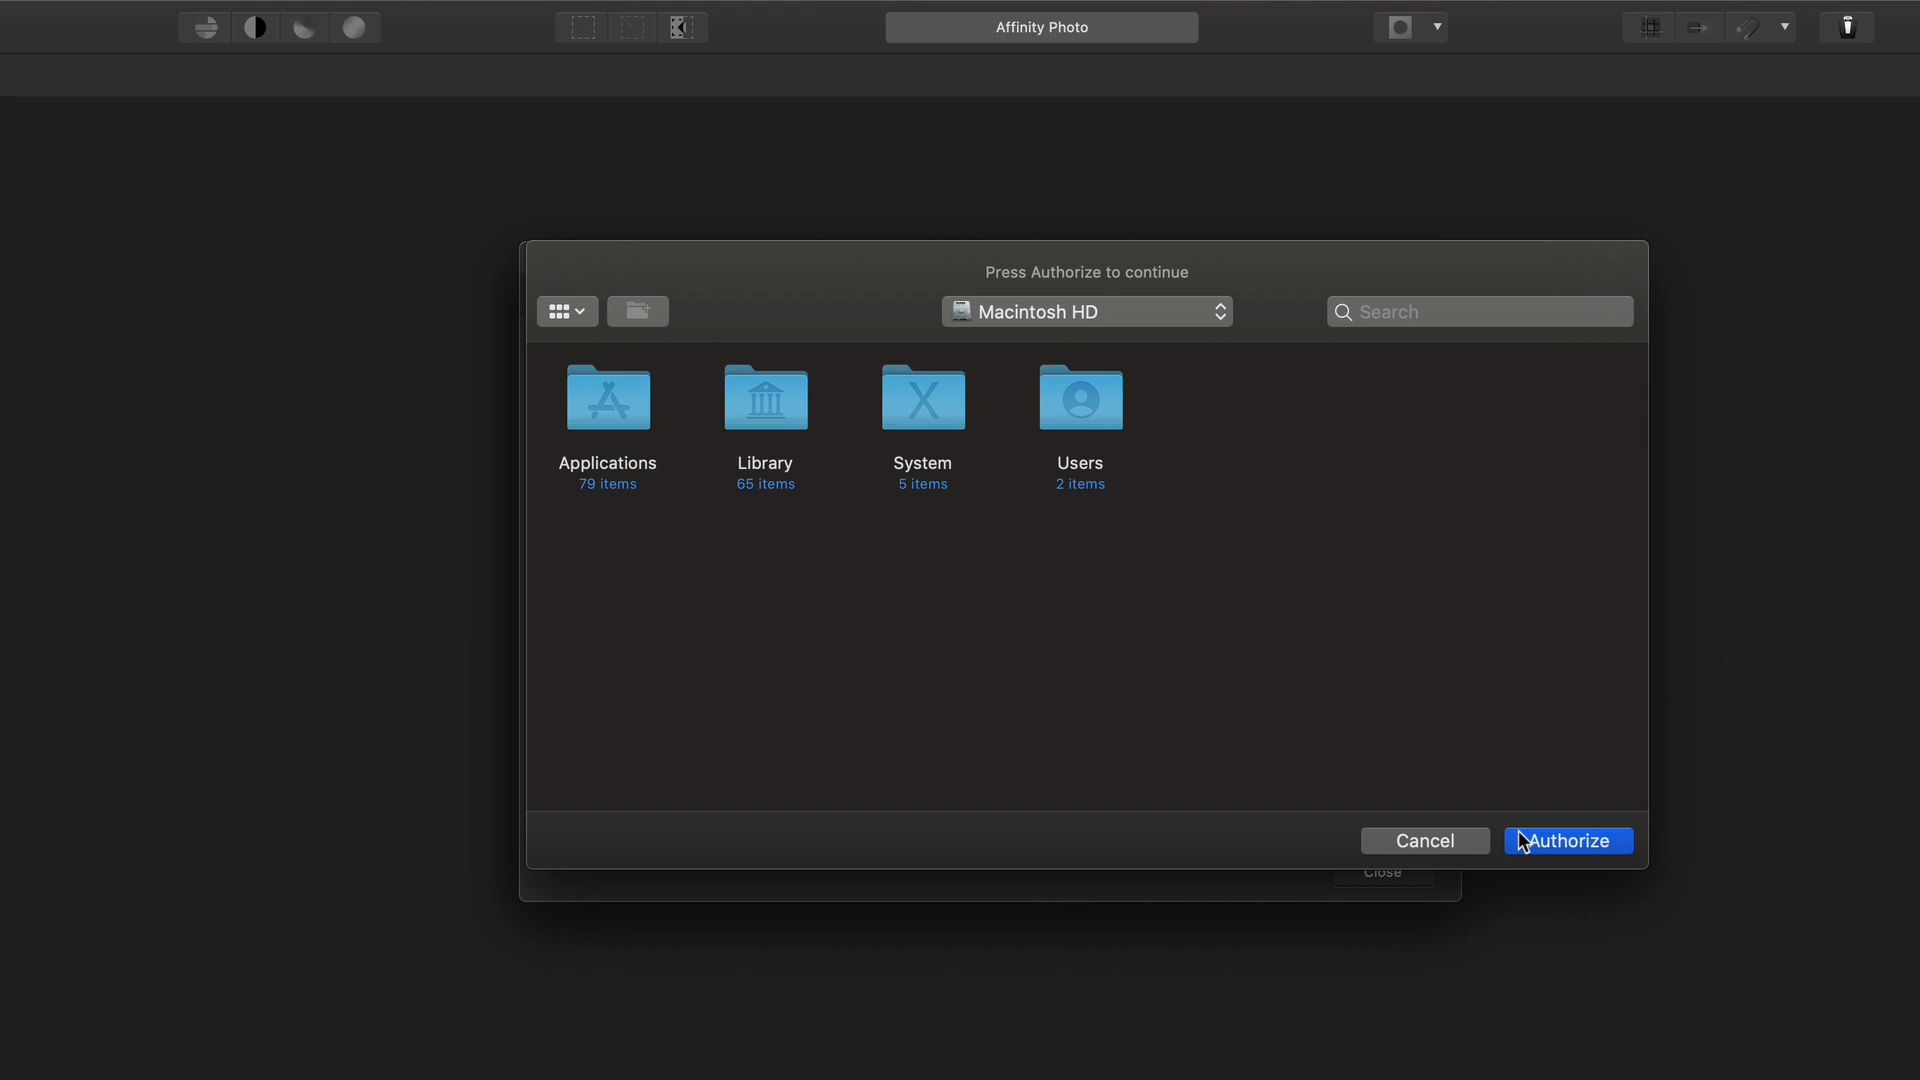 Affinity Photo
Press Authorize to continue
Macintosh HD
Search
Applications
79 items
Library
65 items
System
5 items
Users
2 items
Cancel
Authorize
Close